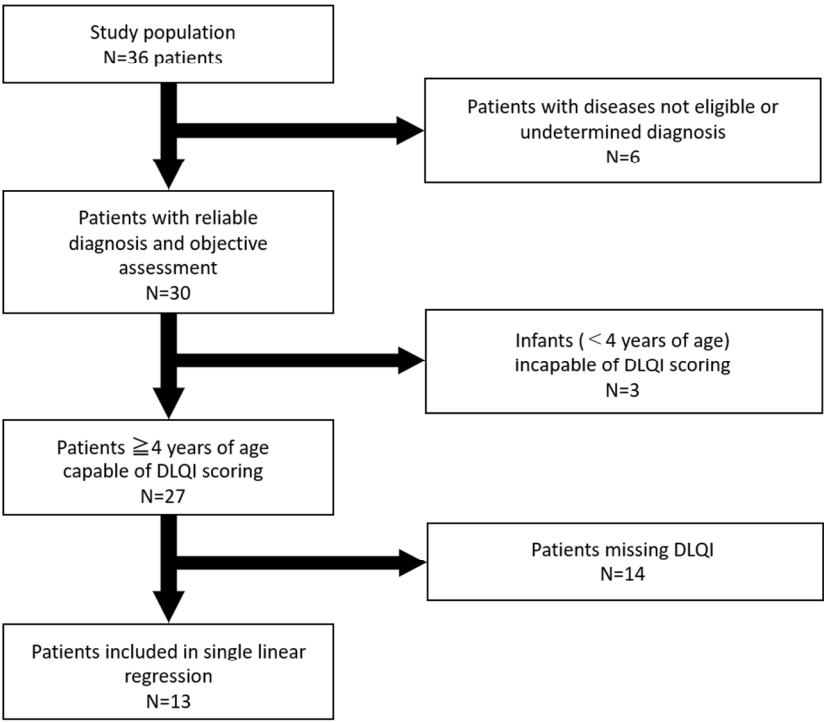 Study population
N=36 patients
Patients with diseases not eligible or
undetermined diagnosis
N=6
Patients with reliable
diagnosis and objective
assessment
N=30
Infants (＜4 years of age)
incapable of DLQI scoring
N=3
Patients ≧4 years of age
capable of DLQI scoring
N=27
Patients missing DLQI
N=14
Patients included in single linear
regression
N=13